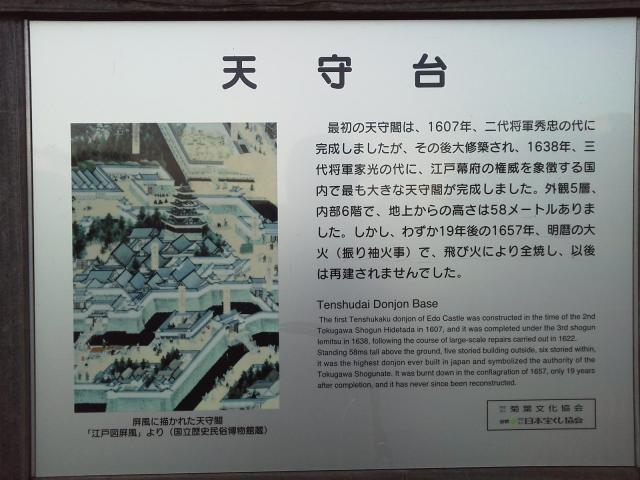 天守台
最初の天守閣は、1607年、二代将軍秀忠の代に
完成しましたが、その後大修築され、1638年、三
代将軍家光の代に、江戸幕府の権威を象徴する国
内で最も大きな天守閣が完成しました。外観5層、
内部6階で、地上からの高さは58メートルありま
した。しかし、わずか19年後の1657年、明暦の大
火（振り袖火事）で、飛び火により全焼し、以後
は再建されませんでした。
Tenshudai Donjon Base
The first Tenshukaku donjon of Edo Castle was constructed in the time of the 2nd
Tokugawa Shogun Hidetada in 1607, and it was completed under the 3rd shogun
Iemitsu in 1638, following the course of large-scale repairs carried out in 1622.
Standing 58ms tall above the ground, five storied building outside, six storied within,
it was the highest donjon ever built in japan and symbolized the authority of the
Tokugawa Shogunate. It was burnt down in the conflagration of 1657, only 19 years
after completion, and it has never since been reconstructed.
屏風に描かれた天守閣
「江戸図屏風」より（国立歴史民俗博物館蔵）
菊葉文化協会
日本宝くじ協会